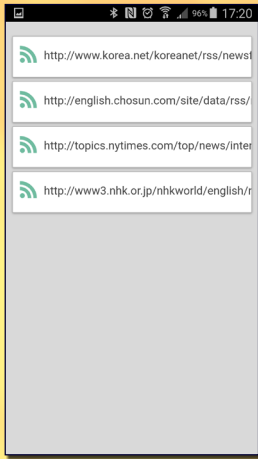 96% 17:20
http://www.korea.net/koreanet/rss/newsf
http://english.chosun.com/site/data/rss/
http://topics.nytimes.com/top/news/inter
http://www3.nhk.or.jp/nhkworld/english/r